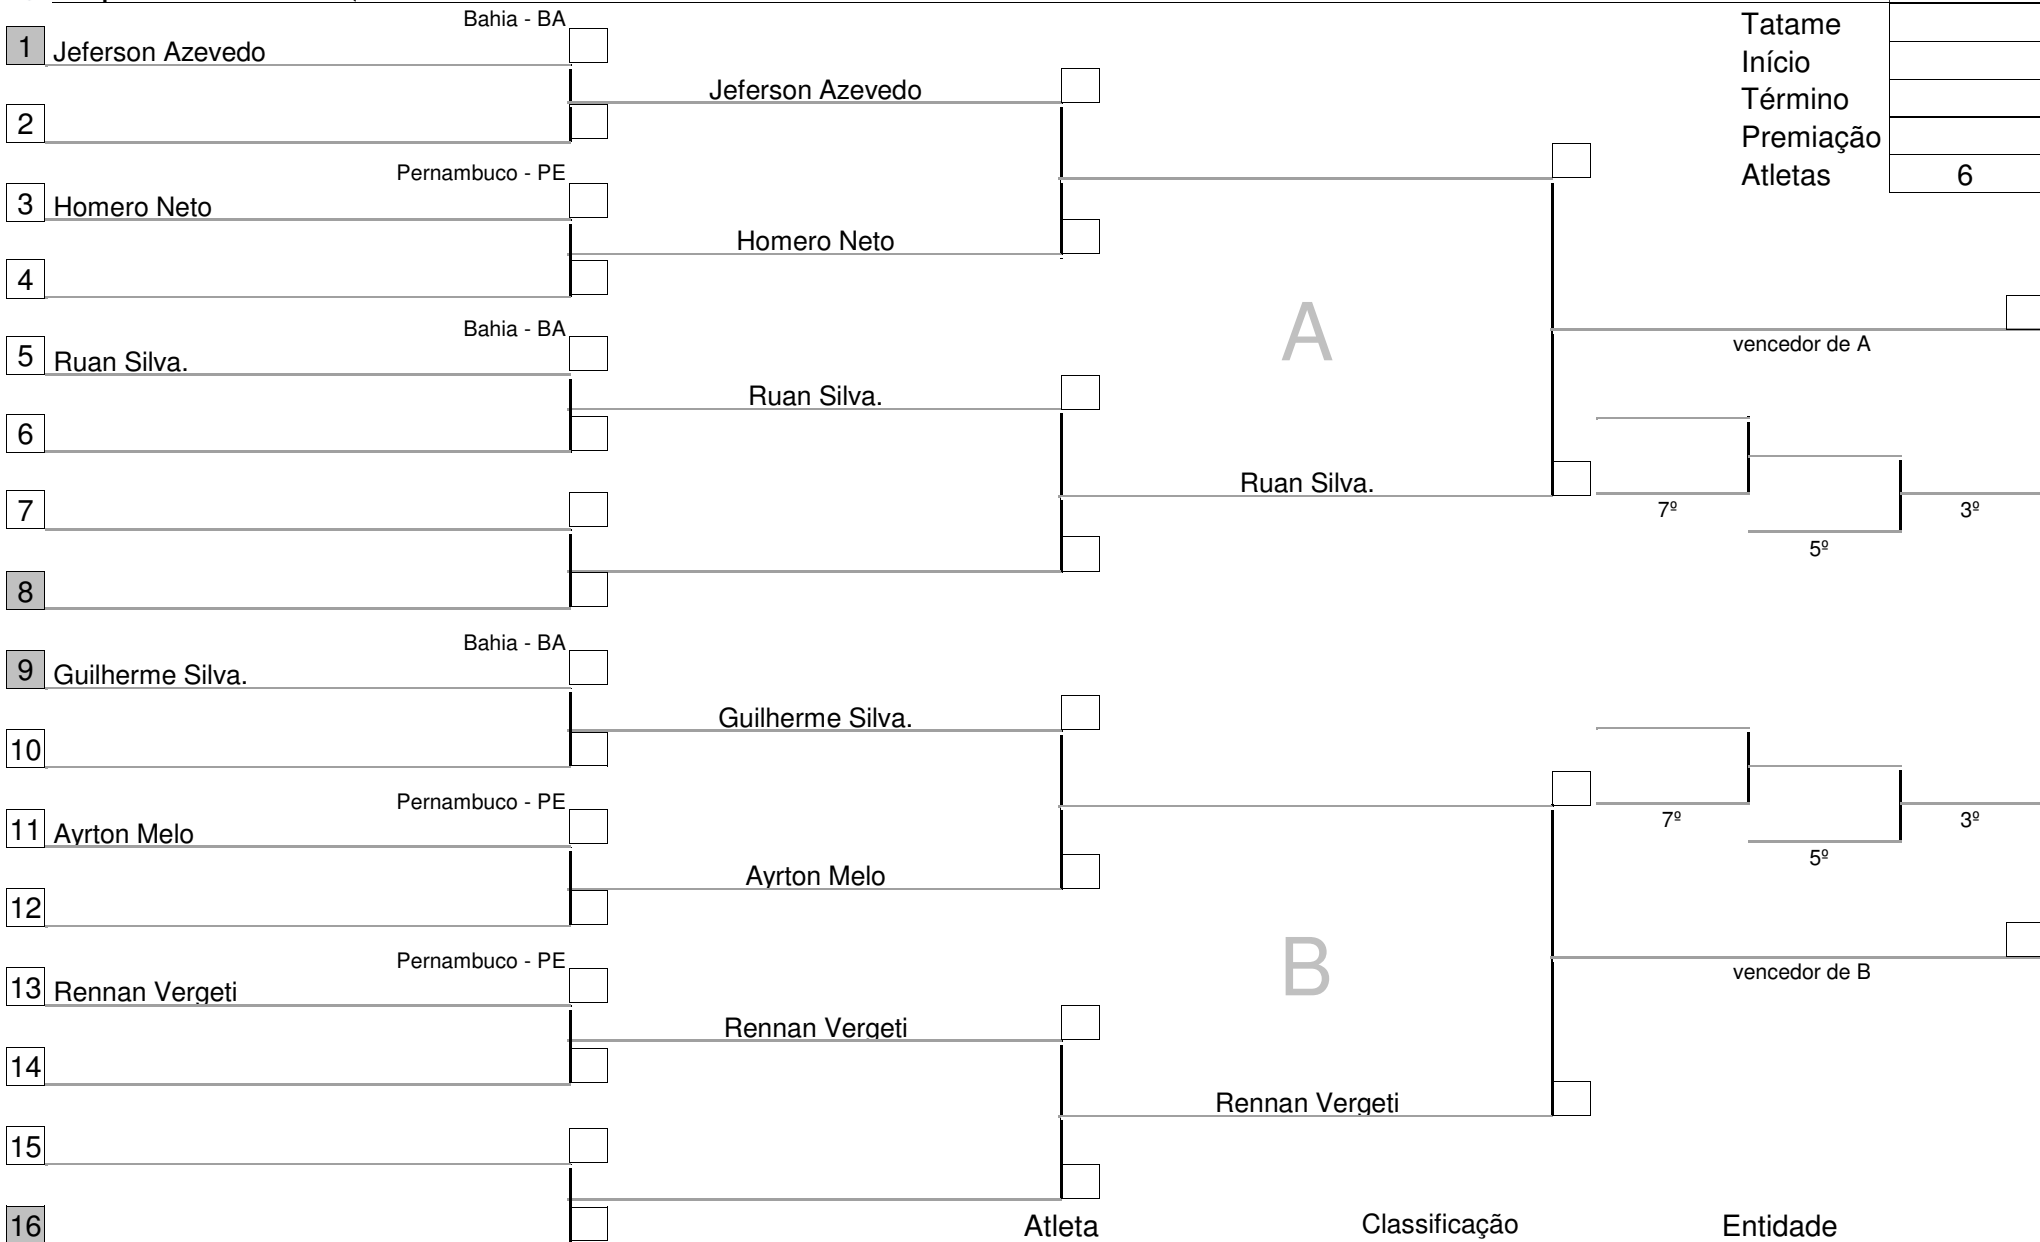 Bahia - BA
1 Jeferson Azevedo
Jeferson Azevedo
2
Pernambuco - PE
3 Homero Neto
Homero Neto
4
Bahia - BA
5 Ruan Silva.
Ruan Silva.
6
7
Ruan Silva.
8
A
Tatame
Início
Término
Premiação
Atletas 6
vencedor de A
7º
3º
5º
Bahia - BA
9 Guilherme Silva.
Guilherme Silva.
10
Pernambuco - PE
11 Ayrton Melo
Ayrton Melo
12
Pernambuco - PE
13 Rennan Vergeti
Rennan Vergeti
14
Rennan Vergeti
15
16
B
7º
3º
5º
vencedor de B
Atleta Classificação Entidade